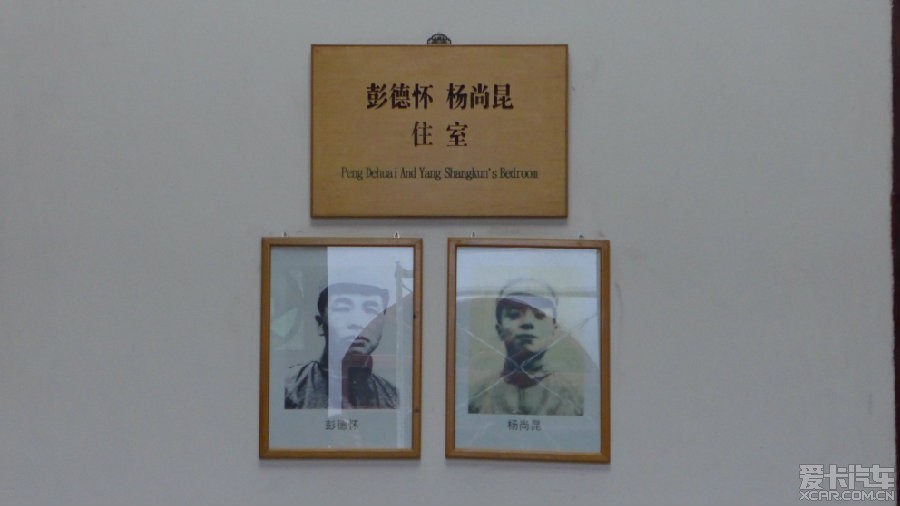 彭德怀 杨尚昆
住室
Peng Dehuai And Yang Shangkun's Bedroom
彭德怀
杨尚昆
爱卡汽车
XCAR.COM.CN